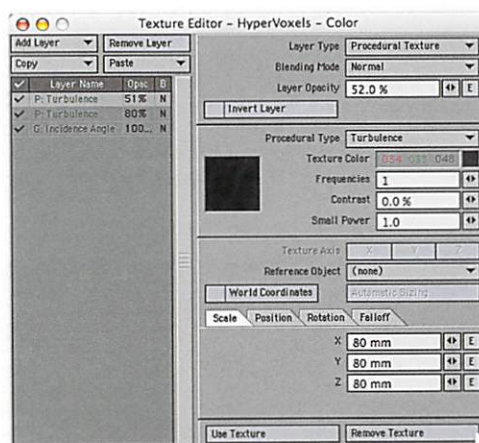 Texture Editor - HyperVoxels - Color
Add Layer Remove Layer
Copy Paste
Layer Name Opac B
P: Turbulence 51% N
P: Turbulence 80% N
G: Incidence Angle 100... N
Layer Type Procedural Texture
Blending Mode Normal
Layer Opacity 52.0 % E
Invert Layer
Procedural Type Turbulence
Texture Color 034 035 048
Frequencies 1
Contrast 0.0 %
Small Power 1.0
Texture Axis X Y Z
Reference Object (none)
World Coordinates Automatic Sizing
Scale Position Rotation Falloff
X 80 mm E
Y 80 mm E
Z 80 mm E
Use Texture Remove Texture